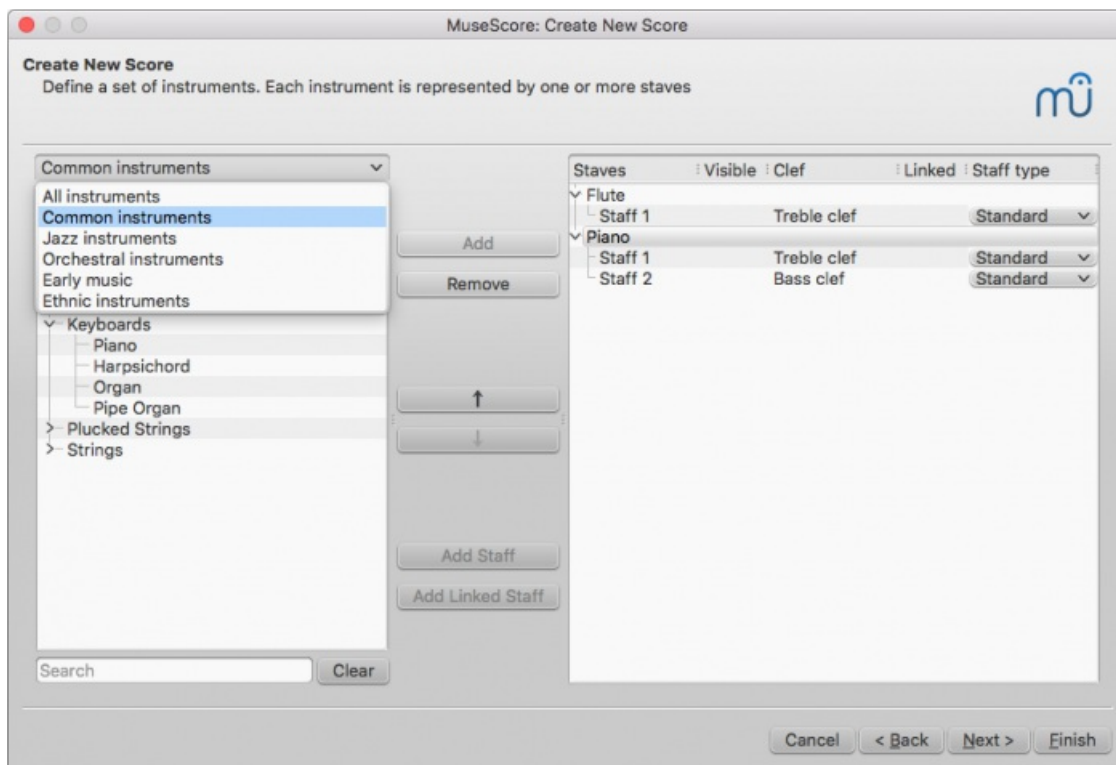 MuseScore: Create New Score
Create New Score
Define a set of instruments. Each instrument is represented by one or more staves
mű
Common instruments
All instruments
Common instruments
Jazz instruments
Orchestral instruments
Early music
Ethnic instruments
Keyboards
Piano
Harpsichord
Organ
Pipe Organ
Plucked Strings
Strings
Search
Clear
Add
Remove
↑
↓
Add Staff
Add Linked Staff
Staves Visible Clef Linked Staff type
Flute
Staff 1 Treble clef Standard
Piano
Staff 1 Treble clef Standard
Staff 2 Bass clef Standard
Cancel < Back Next > Finish